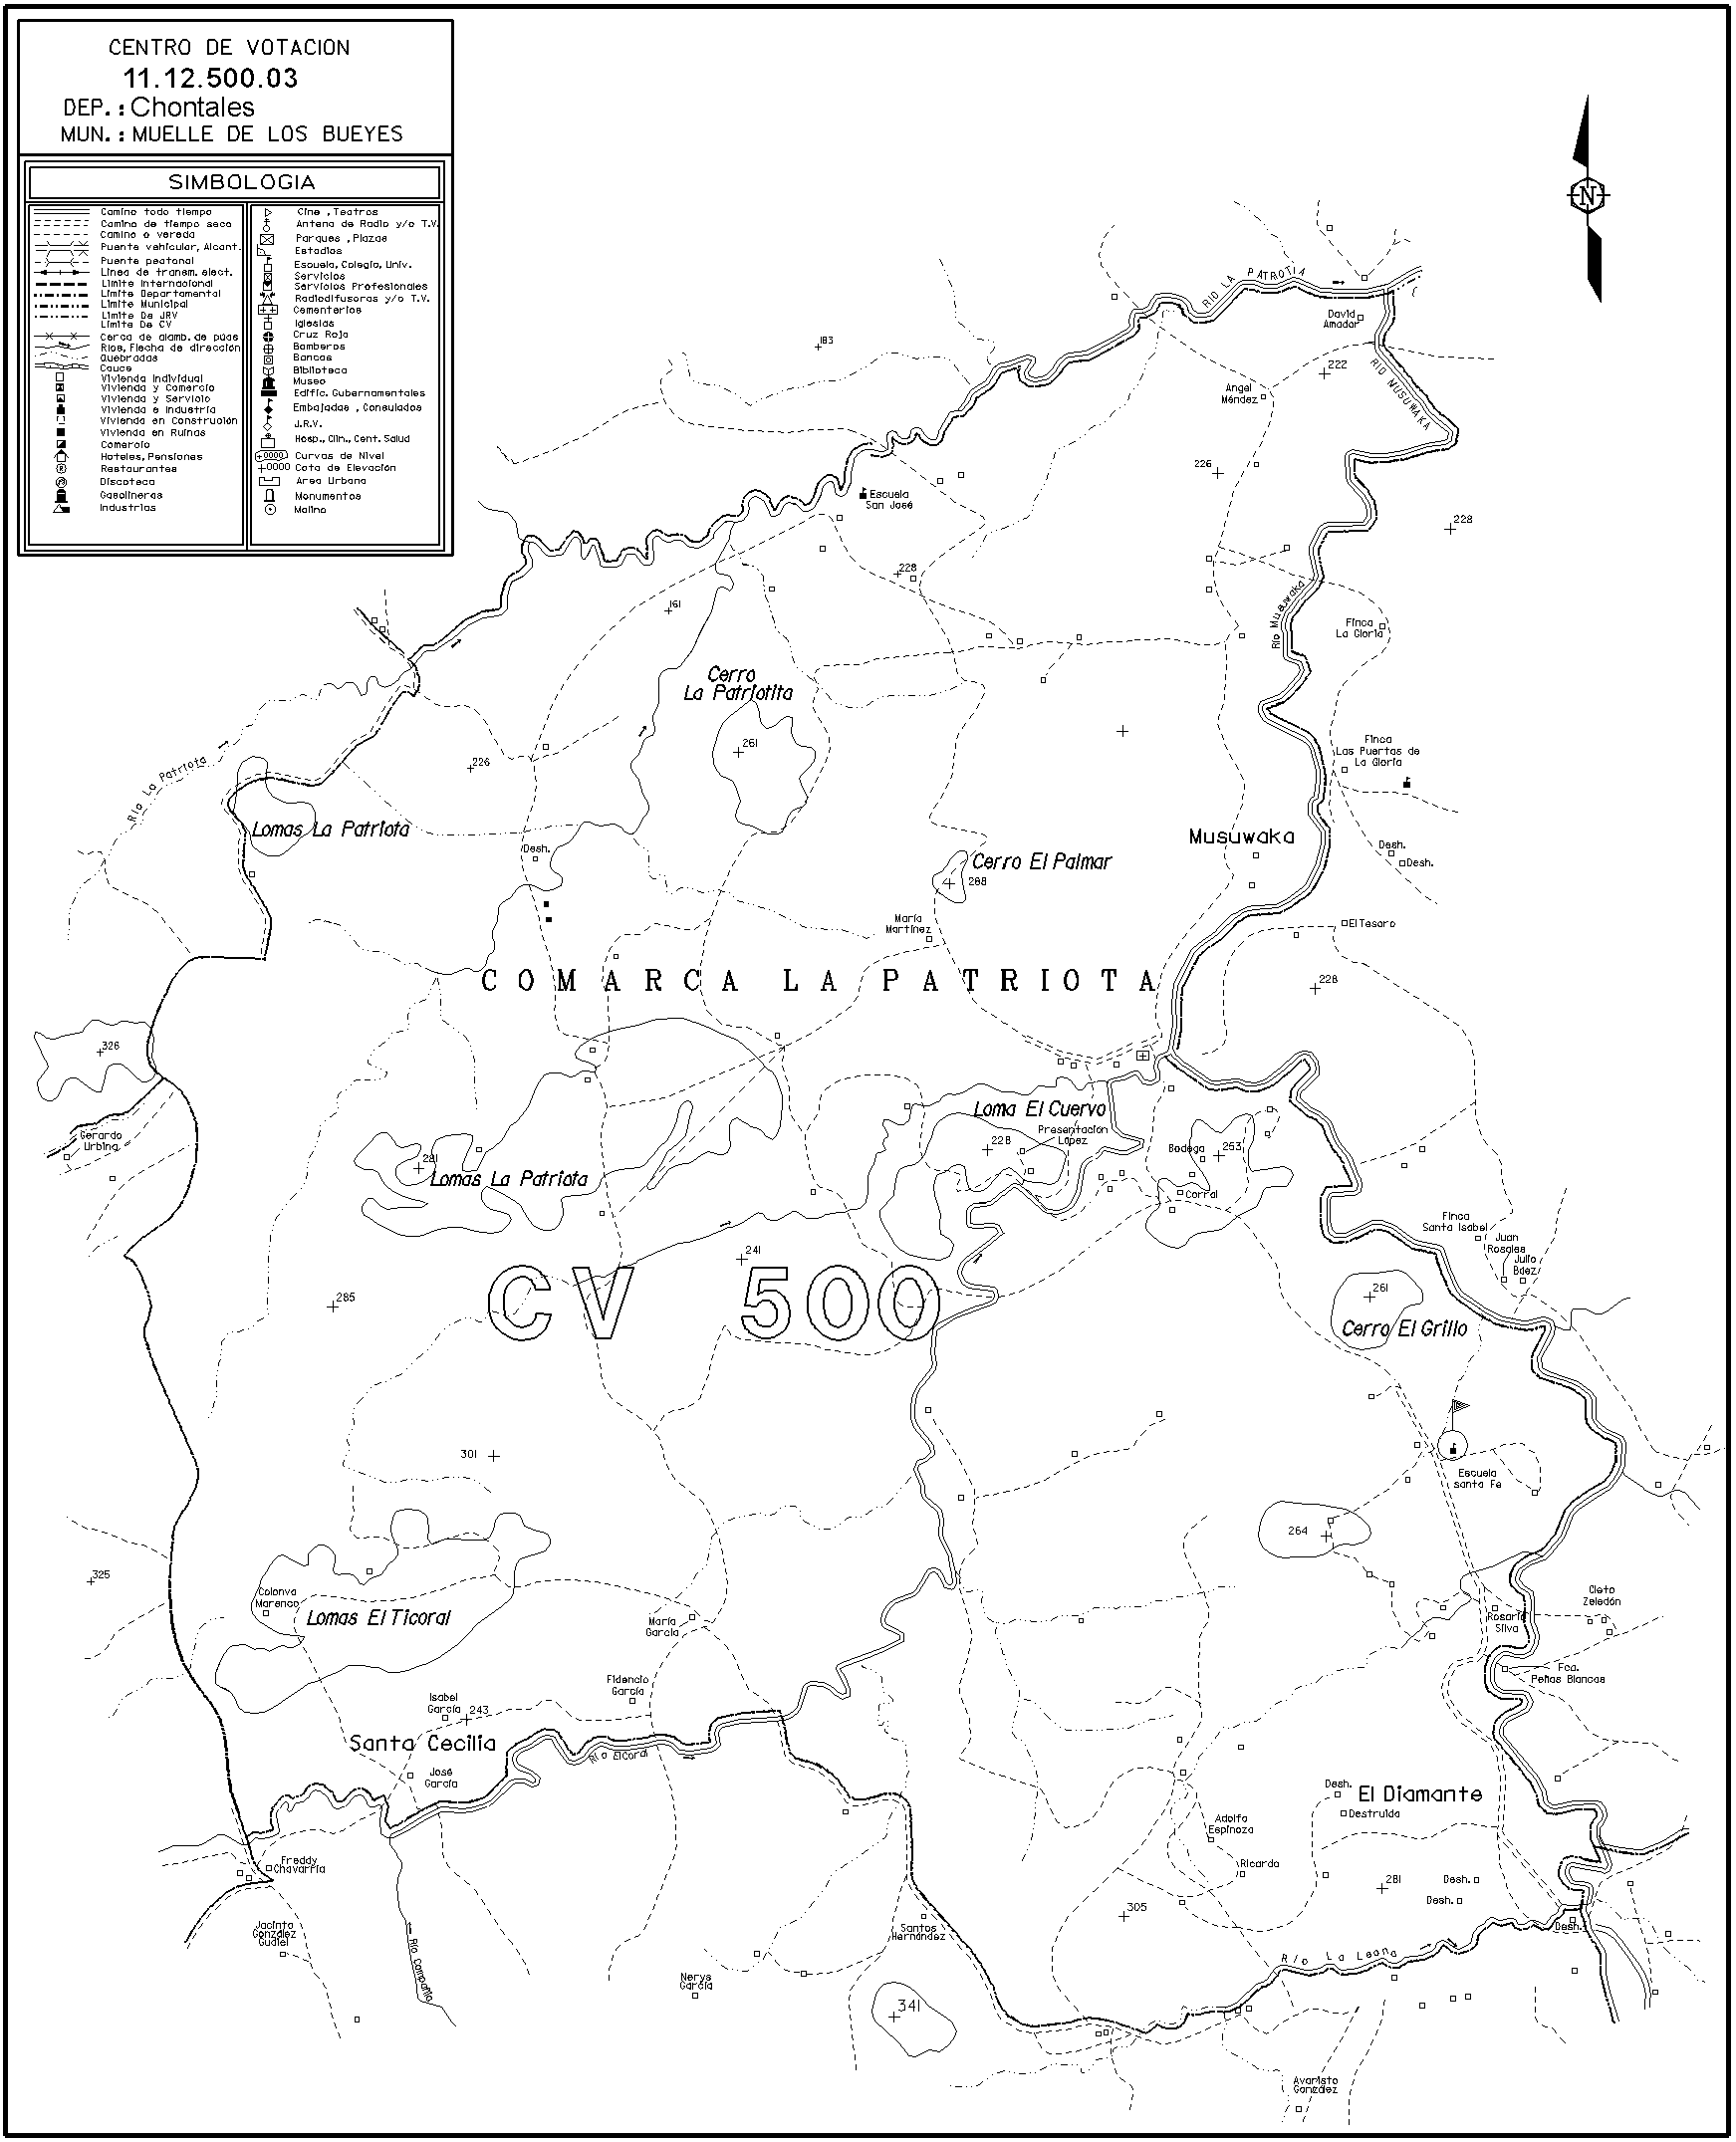 CENTRO DE VOTACION
11.12.500.03
DEP.: Chontales
MUN.: MUELLE DE LOS BUEYES
SIMBOLOGIA
Camino todo tiempo
Camino de tiempo seco
Camino o vereda
Puente vehicular, Alcant.
Puente peatonal
Linea de transm. elect.
Limite Internacional
Limite Departamental
Limite Municipal
Limite De JRV
Limite De CV
Cerca de alamb. de púas
Rios, Flecha de dirección
Quebradas
Cauce
Vivienda Individual
Vivienda y Comercio
Vivienda y Servicio
Vivienda e Industria
Vivienda en Construción
Vivienda en Ruinas
Comercio
Hoteles, Pensiones
Restaurantes
Discoteca
Gasolineras
Industrias
Cine , Teatros
Antena de Radio y/o T.V.
Parques , Plazas
Estadios
Escuela, Colegio, Univ.
Servicios
Servicios Profesionales
Radiodifusoras y/o T.V.
Cementerios
Iglesias
Cruz Roja
Bomberos
Bancos
Biblioteca
Museo
Edific. Gubernamentales
Embajadas , Consulados
J.R.V.
Hosp., Clin., Cent. Salud
+0000 Curvas de Nivel
+0000 Cota de Elevación
Area Urbana
Monumentos
Molino
N
RIO LA PATROTIA
David
Amador
183
222
RIO MUSUWAKA
Angel
Méndez
226
Escuela
San José
228
228
161
Río Musuwaka
Finca
La Gloria
Cerro
La Patriotita
261
226
Río La Patriota
Finca
Las Puertas de
La Gloria
Lomas La Patriota
Desh.
Musuwaka
Desh.
Desh.
Cerro El Palmar
288
María
Martínez
El Tesoro
COMARCA LA PATRIOTA
228
326
Loma El Cuervo
Presentación
López
228
Gerardo
Urbina
Bodega
253
281
Lomas La Patriota
Corral
Finca
Santa Isabel
Juan
Rosales
Julio
Báez
241
285
CV 500
261
Cerro El Grillo
301
Escuela
santa Fe
264
325
Colonva
Marenco
Lomas El Ticoral
María
García
Cleto
Zeledón
Rosario
Silva
Fca.
Peñas Blancas
Fidencio
García
Isabel
García
243
Santa Cecilia
Río Elcoral
José
García
Desh.
El Diamante
Destruida
Adolfo
Espinoza
Freddy
Chavarría
Ricardo
281
Desh.
Desh.
305
Desh.
Jacinto
González
Gudiel
Río Campaña
Santos
Hernández
Río La Leona
Nerys
García
341
Avaristo
González